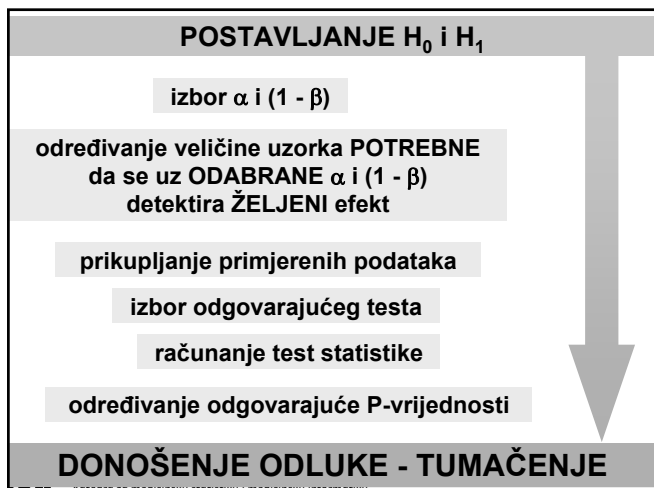 POSTAVLJANJE H₀ i H₁
izbor α i (1 - β)
određivanje veličine uzorka POTREBNE
da se uz ODABRANE α i (1 - β)
detektira ŽELJENI efekt
prikupljanje primjerenih podataka
izbor odgovarajućeg testa
računanje test statistike
određivanje odgovarajuće P-vrijednosti
DONOŠENJE ODLUKE - TUMAČENJE